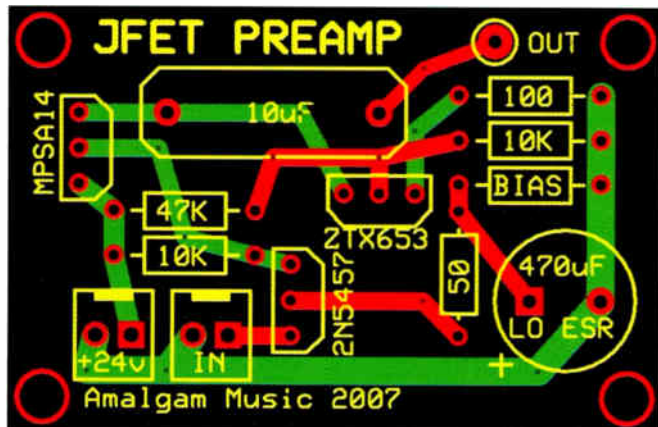 JFET PREAMP
OUT
MPSA14
10uF
100
10K
BIAS
47K
ZTX653
10K
2N5457
50
470uF
LO ESR
+24v
IN
+
Amalgam Music 2007